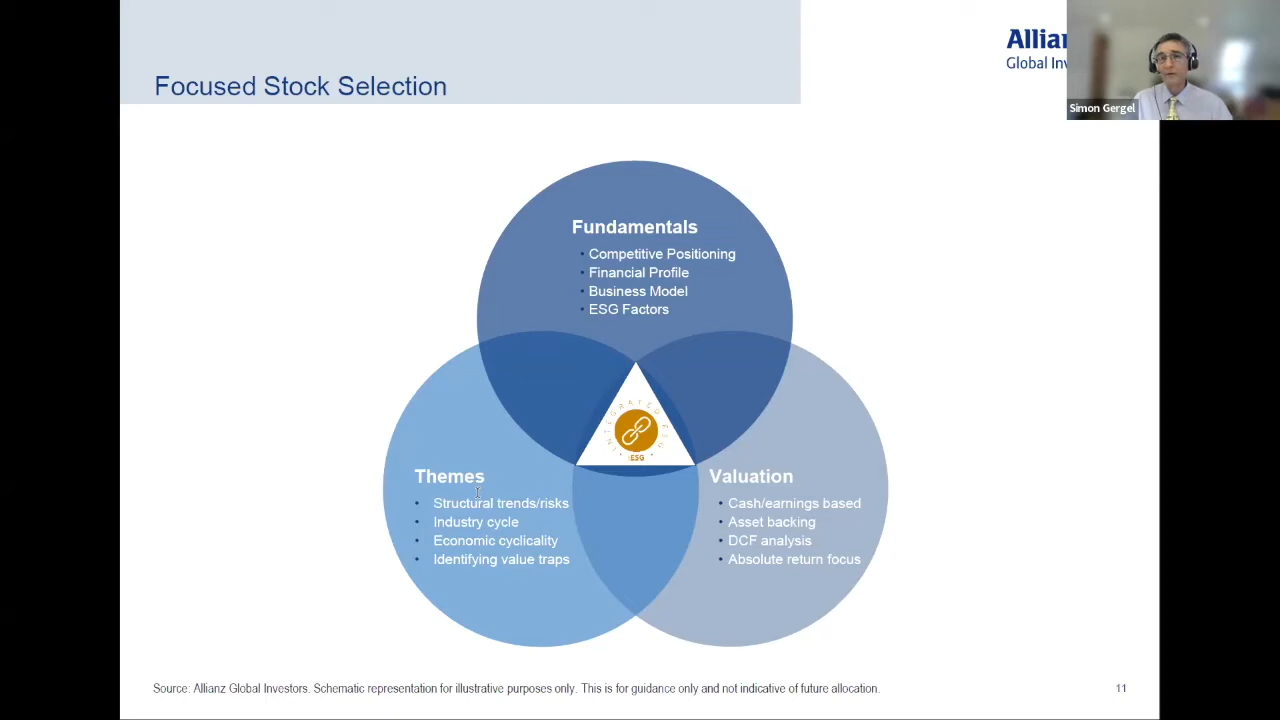 Focused Stock Selection
Allia
Global Inv
Simon Gergel
Fundamentals
• Competitive Positioning
• Financial Profile
• Business Model
• ESG Factors
INTEGRATED ESG
ESG
Themes
• Structural trends/risks
• Industry cycle
• Economic cyclicality
• Identifying value traps
Valuation
• Cash/earnings based
• Asset backing
• DCF analysis
• Absolute return focus
Source: Allianz Global Investors. Schematic representation for illustrative purposes only. This is for guidance only and not indicative of future allocation.
11